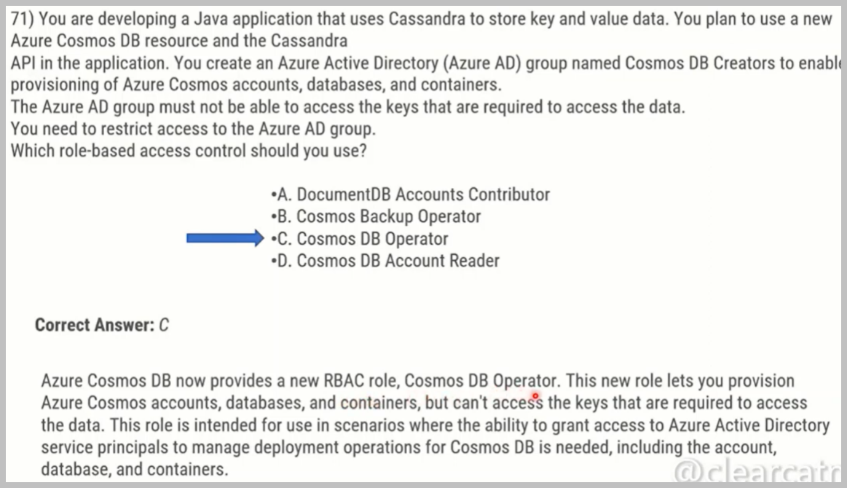 71) You are developing a Java application that uses Cassandra to store key and value data. You plan to use a new
Azure Cosmos DB resource and the Cassandra
API in the application. You create an Azure Active Directory (Azure AD) group named Cosmos DB Creators to enable
provisioning of Azure Cosmos accounts, databases, and containers.
The Azure AD group must not be able to access the keys that are required to access the data.
You need to restrict access to the Azure AD group.
Which role-based access control should you use?
•A. DocumentDB Accounts Contributor
•B. Cosmos Backup Operator
•C. Cosmos DB Operator
•D. Cosmos DB Account Reader
Correct Answer: C
Azure Cosmos DB now provides a new RBAC role, Cosmos DB Operator. This new role lets you provision
Azure Cosmos accounts, databases, and containers, but can't access the keys that are required to access
the data. This role is intended for use in scenarios where the ability to grant access to Azure Active Directory
service principals to manage deployment operations for Cosmos DB is needed, including the account,
database, and containers.